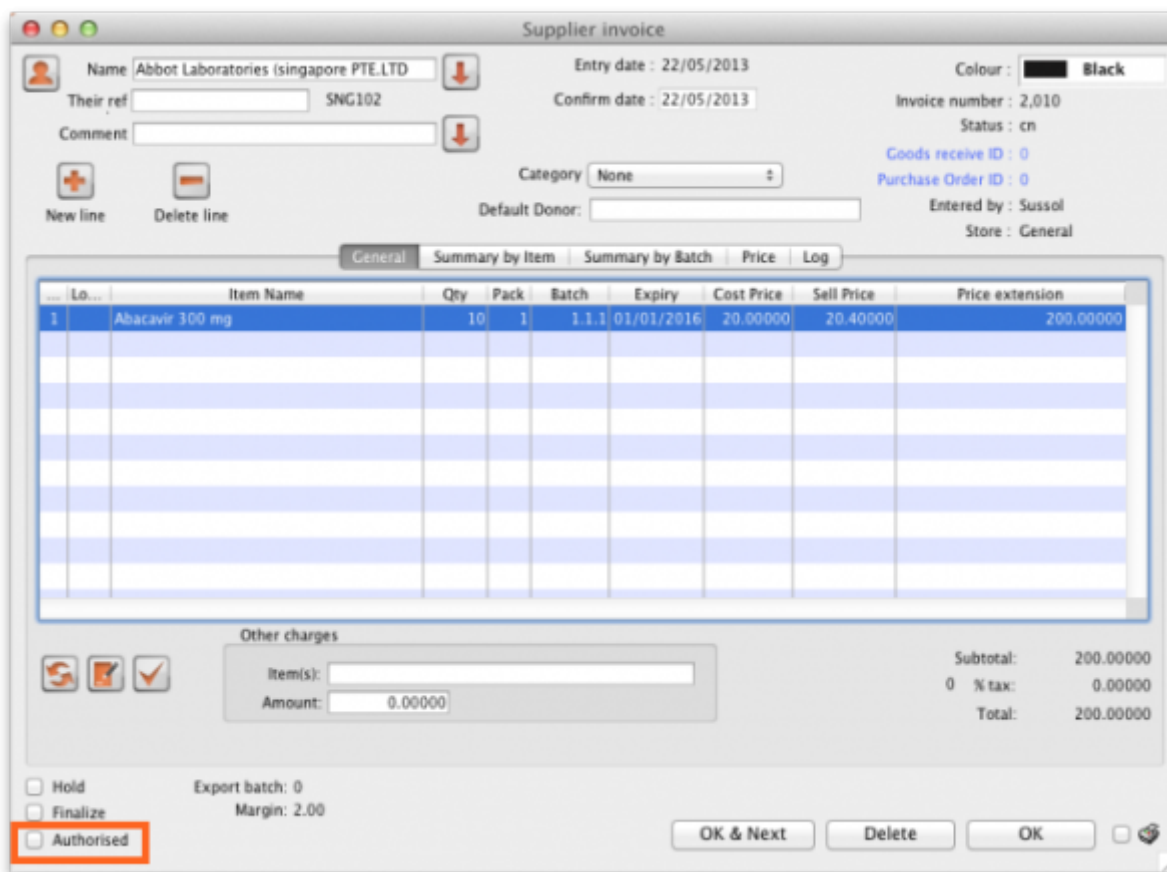 Supplier invoice
Name Abbot Laboratories (singapore PTE.LTD
Entry date : 22/05/2013
Colour : Black
Their ref
SNG102
Confirm date : 22/05/2013
Invoice number : 2,010
Comment
Status : cn
Goods receive ID : 0
Category None
Purchase Order ID : 0
New line
Delete line
Default Donor:
Entered by : Sussol
Store : General
General Summary by Item Summary by Batch Price Log
... Lo... Item Name Qty Pack Batch Expiry Cost Price Sell Price Price extension
1 Abacavir 300 mg 10 1 1.1.1 01/01/2016 20.00000 20.40000 200.00000
Other charges
Item(s):
Subtotal: 200.00000
Amount: 0.00000
0 % tax: 0.00000
Total: 200.00000
Hold
Export batch: 0
Finalize
Margin: 2.00
Authorised
OK & Next
Delete
OK